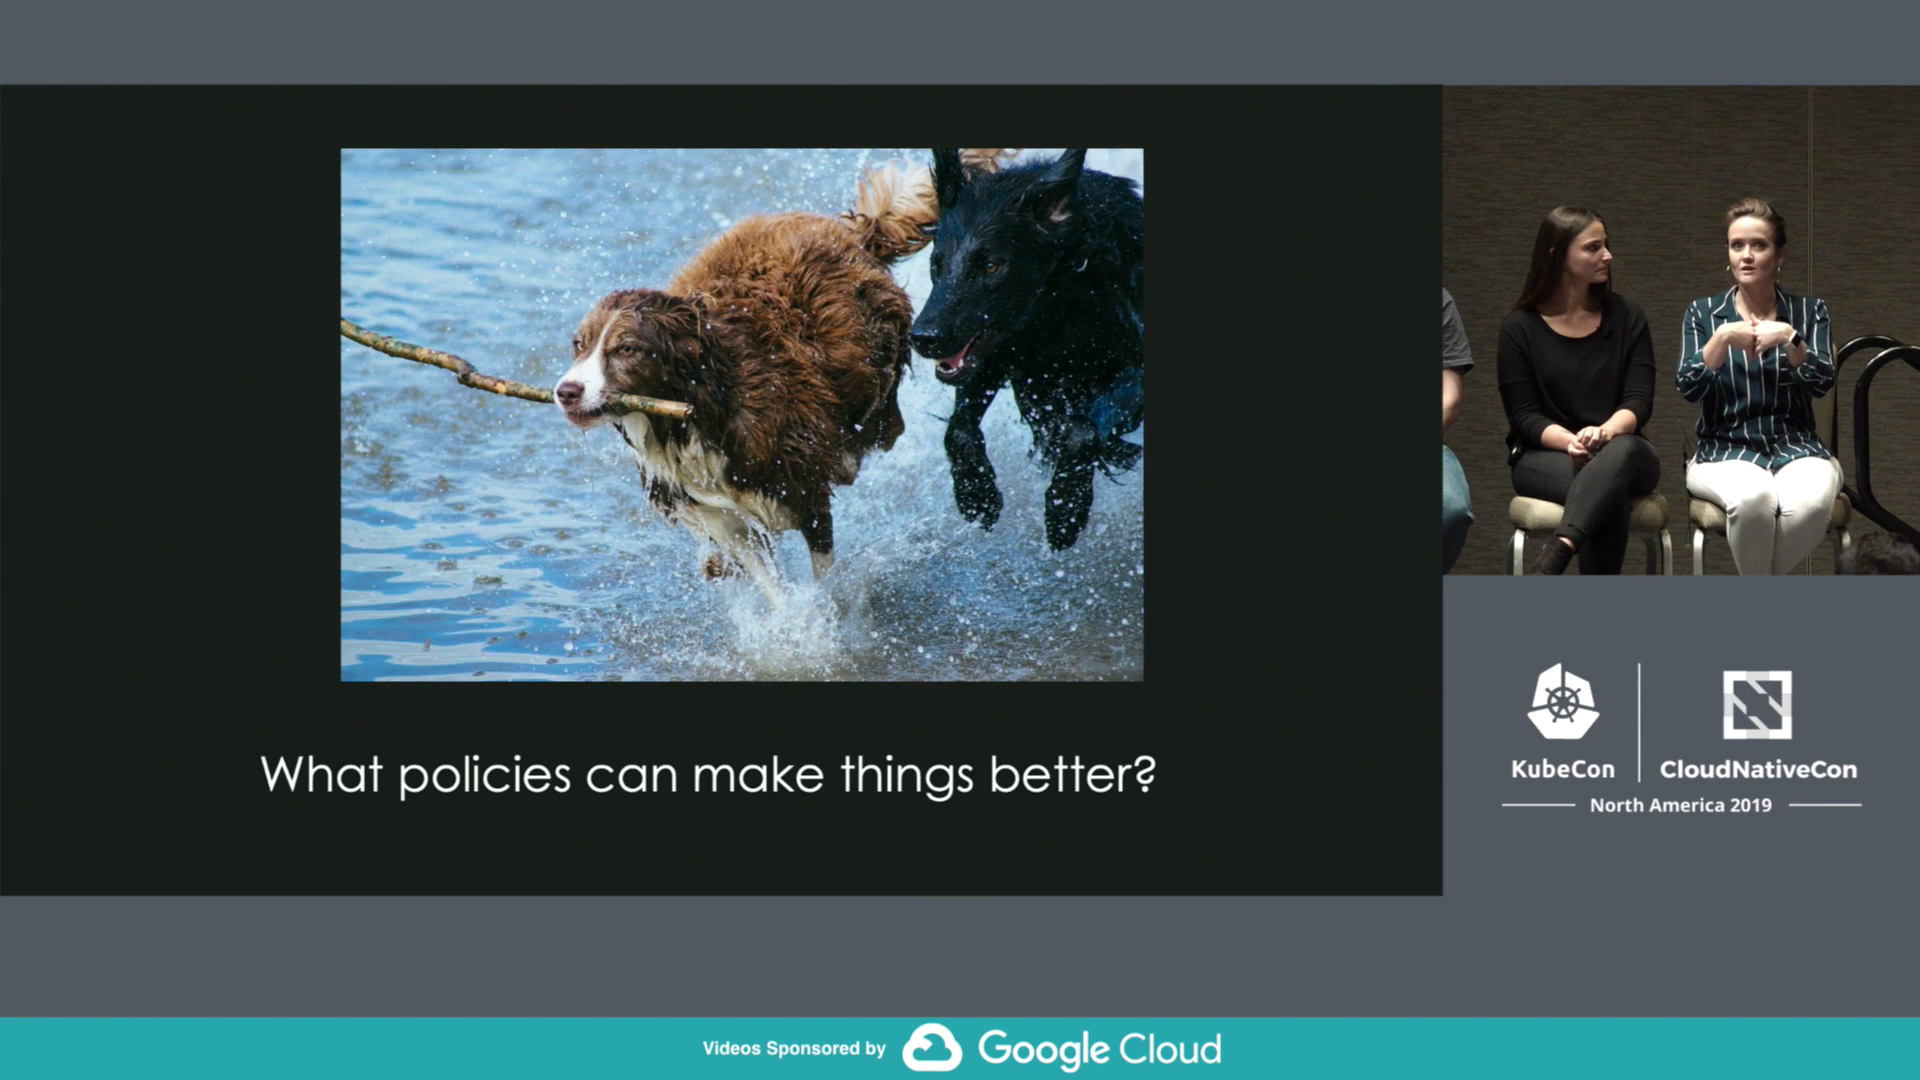 What policies can make things better?
KubeCon
CloudNativeCon
North America 2019
Videos Sponsored by
Google Cloud